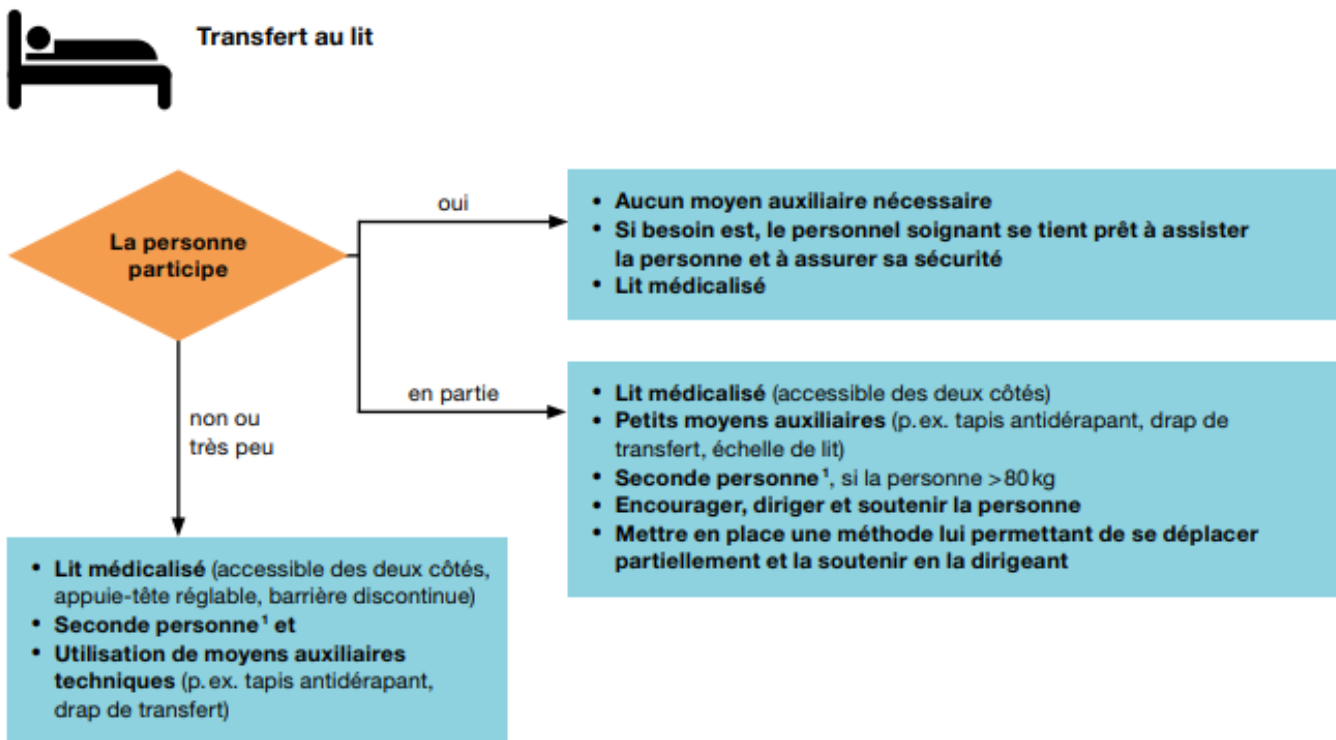 Transfert au lit
La personne
participe
oui
• Aucun moyen auxiliaire nécessaire
• Si besoin est, le personnel soignant se tient prêt à assister
la personne et à assurer sa sécurité
• Lit médicalisé
en partie
• Lit médicalisé (accessible des deux côtés)
• Petits moyens auxiliaires (p. ex. tapis antidérapant, drap de
transfert, échelle de lit)
• Seconde personne¹, si la personne > 80 kg
• Encourager, diriger et soutenir la personne
• Mettre en place une méthode lui permettant de se déplacer
partiellement et la soutenir en la dirigeant
non ou
très peu
• Lit médicalisé (accessible des deux côtés,
appuie-tête réglable, barrière discontinue)
• Seconde personne¹ et
• Utilisation de moyens auxiliaires
techniques (p. ex. tapis antidérapant,
drap de transfert)